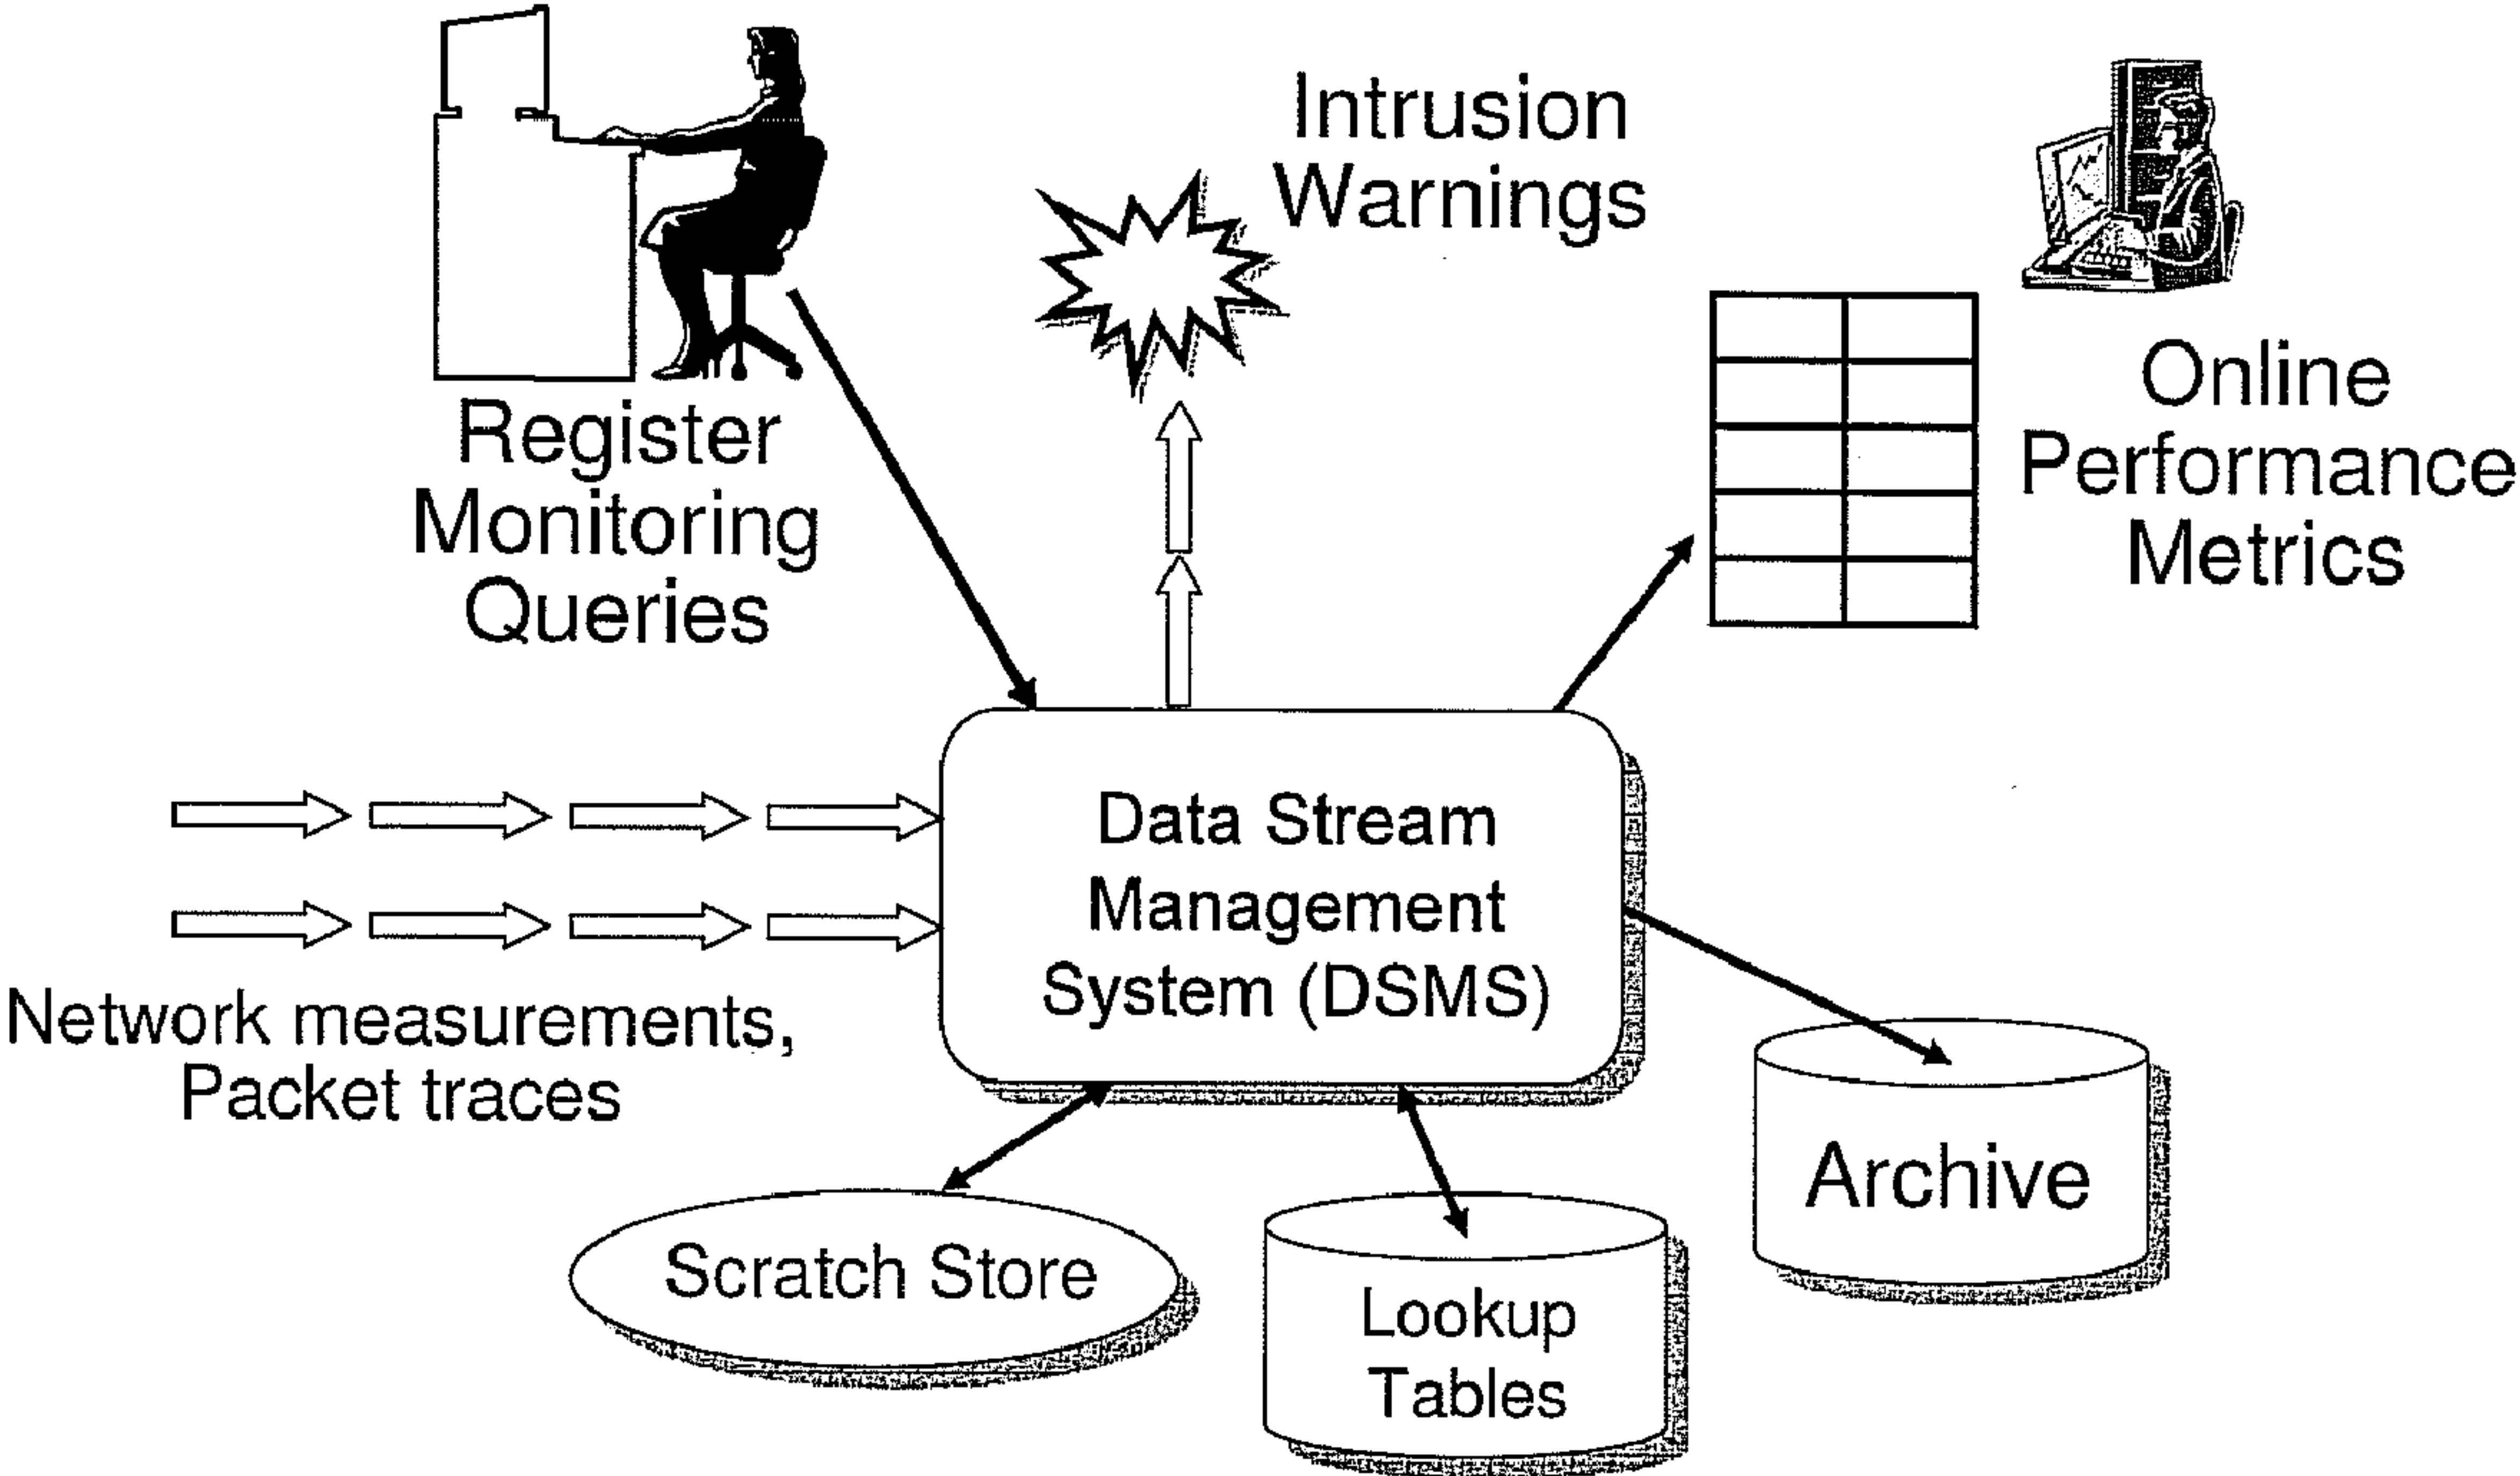 Intrusion
Warnings
Register
Monitoring
Queries
Online
Performance
Metrics
Data Stream
Management
System (DSMS)
Network measurements,
Packet traces
Scratch Store
Lookup
Tables
Archive